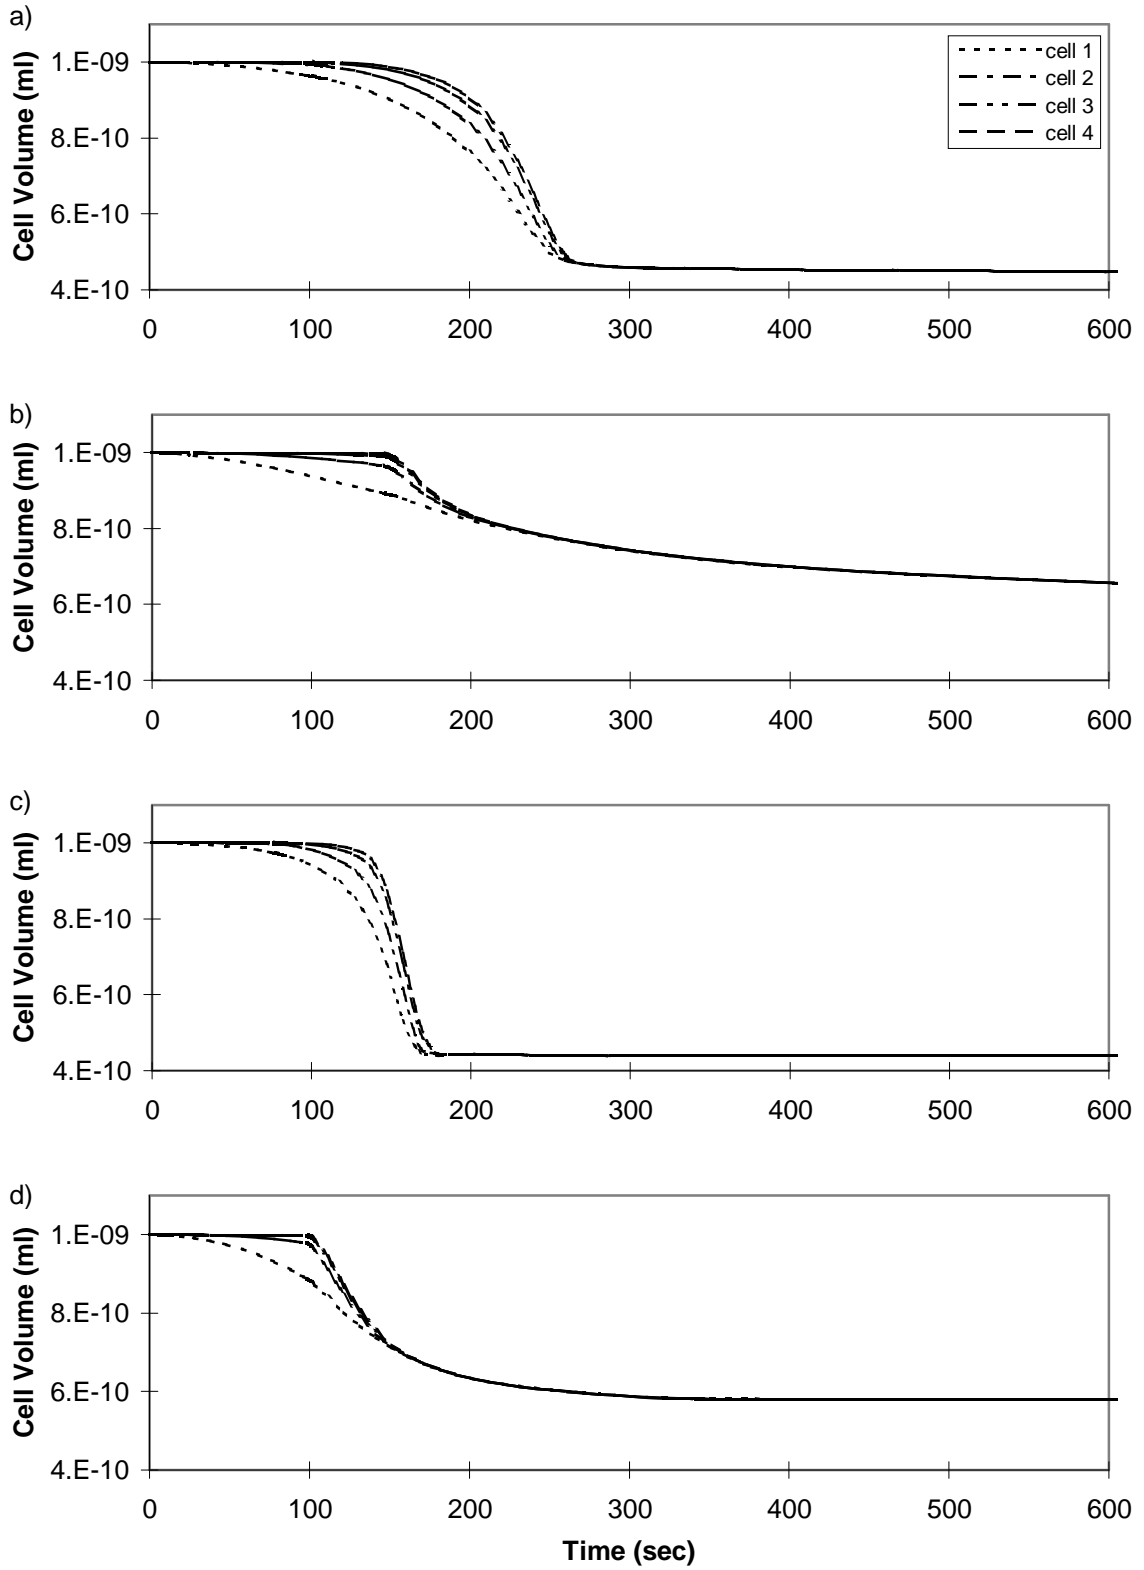 a)
Cell Volume (ml)
1.E-09
8.E-10
6.E-10
4.E-10
cell 1
cell 2
cell 3
cell 4
0 100 200 300 400 500 600
b)
Cell Volume (ml)
1.E-09
8.E-10
6.E-10
4.E-10
0 100 200 300 400 500 600
c)
Cell Volume (ml)
1.E-09
8.E-10
6.E-10
4.E-10
0 100 200 300 400 500 600
d)
Cell Volume (ml)
1.E-09
8.E-10
6.E-10
4.E-10
0 100 200 300 400 500 600
Time (sec)